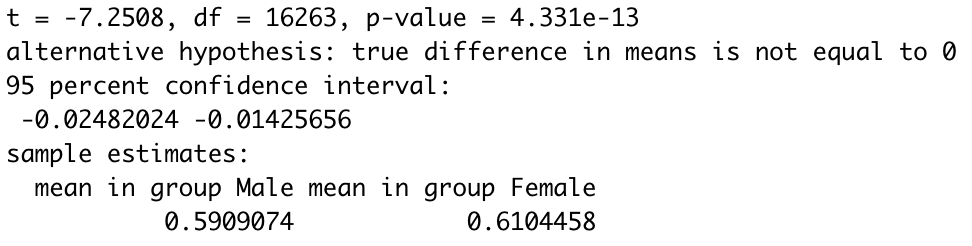 t = -7.2508, df = 16263, p-value = 4.331e-13
alternative hypothesis: true difference in means is not equal to 0
95 percent confidence interval:
 -0.02482024 -0.01425656
sample estimates:
  mean in group Male mean in group Female
           0.5909074            0.6104458